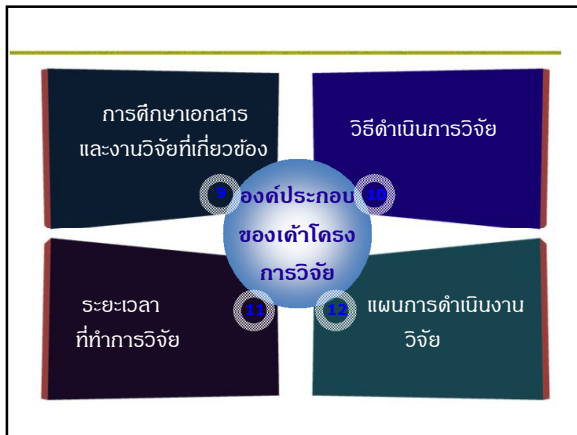 การศึกษาเอกสาร
และงานวิจัยที่เกี่ยวข้อง
9
วิธีดำเนินการวิจัย
10
องค์ประกอบ
ของเค้าโครง
การวิจัย
ระยะเวลา
ที่ทำการวิจัย
11
แผนการดำเนินงาน
วิจัย
12